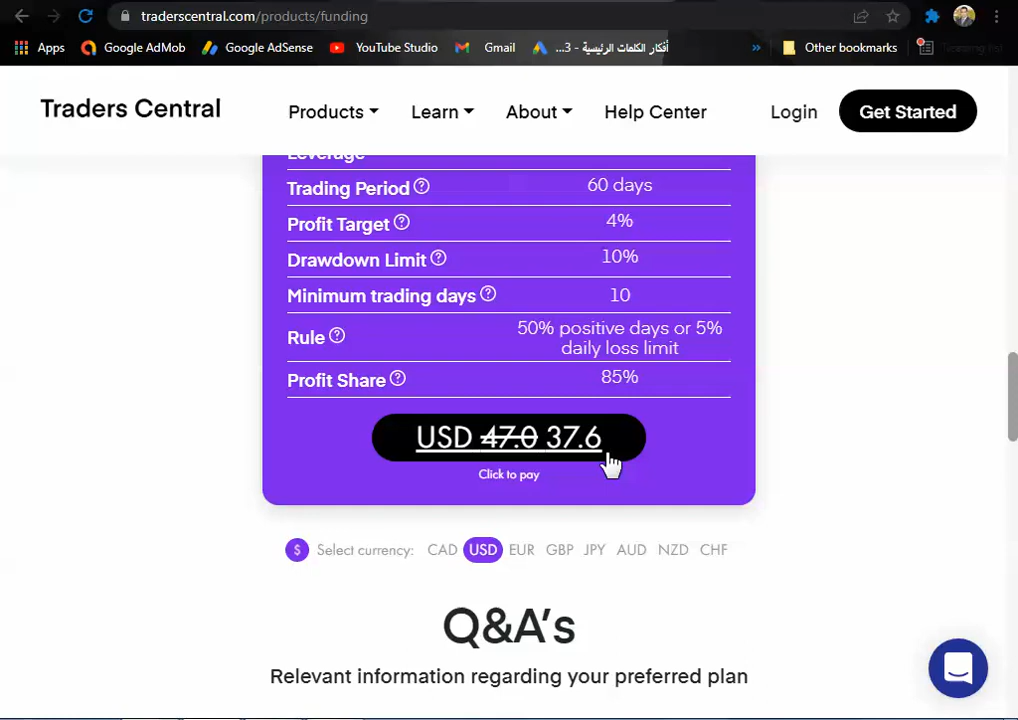 traderscentral.com/products/funding
Apps Google AdMob Google AdSense YouTube Studio Gmail أفكار الكلمات الرئيسية - 3... » Other bookmarks
Traders Central Products Learn About Help Center Login Get Started
Leverage
Trading Period ? 60 days
Profit Target ? 4%
Drawdown Limit ? 10%
Minimum trading days ? 10
Rule ? 50% positive days or 5%
daily loss limit
Profit Share ? 85%
USD 47.0 37.6
Click to pay
$ Select currency: CAD USD EUR GBP JPY AUD NZD CHF
Q&A's
Relevant information regarding your preferred plan